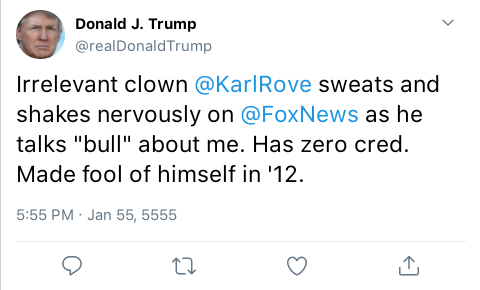 Donald J. Trump
@realDonaldTrump
Irrelevant clown @KarlRove sweats and
shakes nervously on @FoxNews as he
talks "bull" about me. Has zero cred.
Made fool of himself in '12.
5:55 PM · Jan 55, 5555